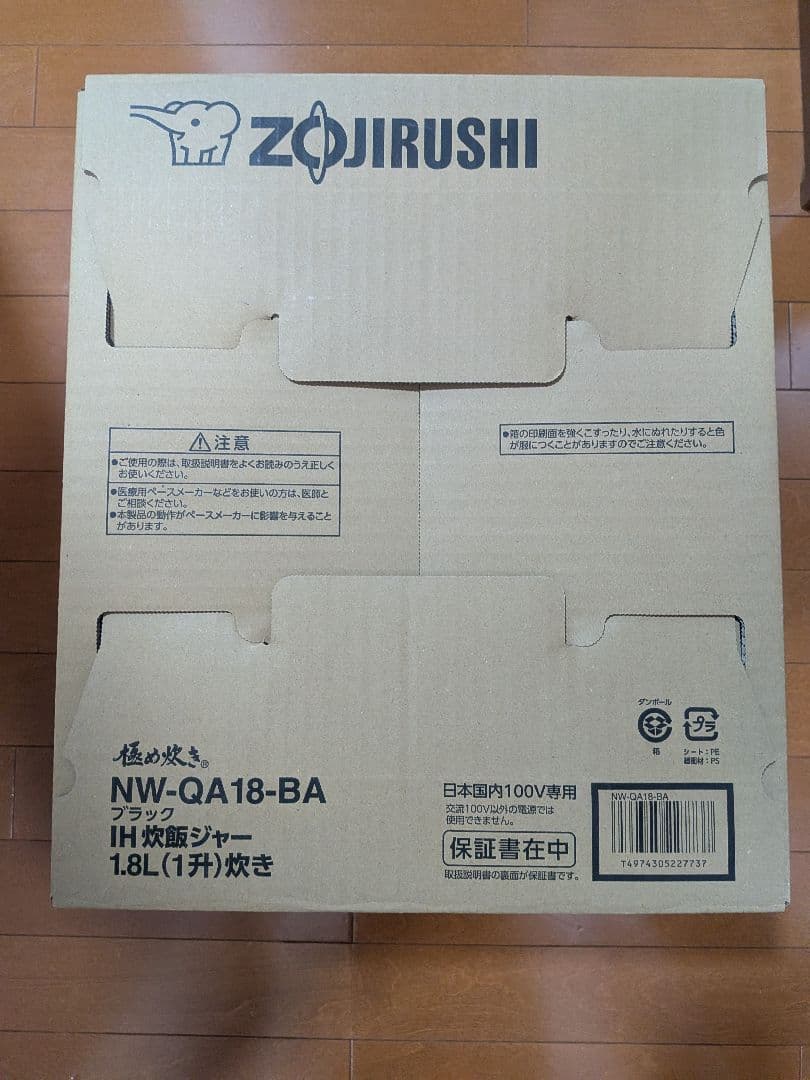 ZOJIRUSHI
⚠注意
●ご使用の際は、取扱説明書をよくお読みのうえ正しく
お使いください。
●医療用ペースメーカーなどをお使いの方は、医師と
ご相談ください。
●本製品の動作がペースメーカーに影響を与えること
があります。
●箱の印刷面を強くこすったり、水にぬれたりすると色
が服につくことがありますのでご注意ください。
ダンボール
箱
プラ
シート:PE
緩衝材:PS
極め炊き®
NW-QA18-BA
ブラック
IH炊飯ジャー
1.8L(1升)炊き
日本国内100V専用
交流100V以外の電源では
使用できません。
保証書在中
取扱説明書の裏面が保証書です。
NW-QA18-BA
T4974305227737